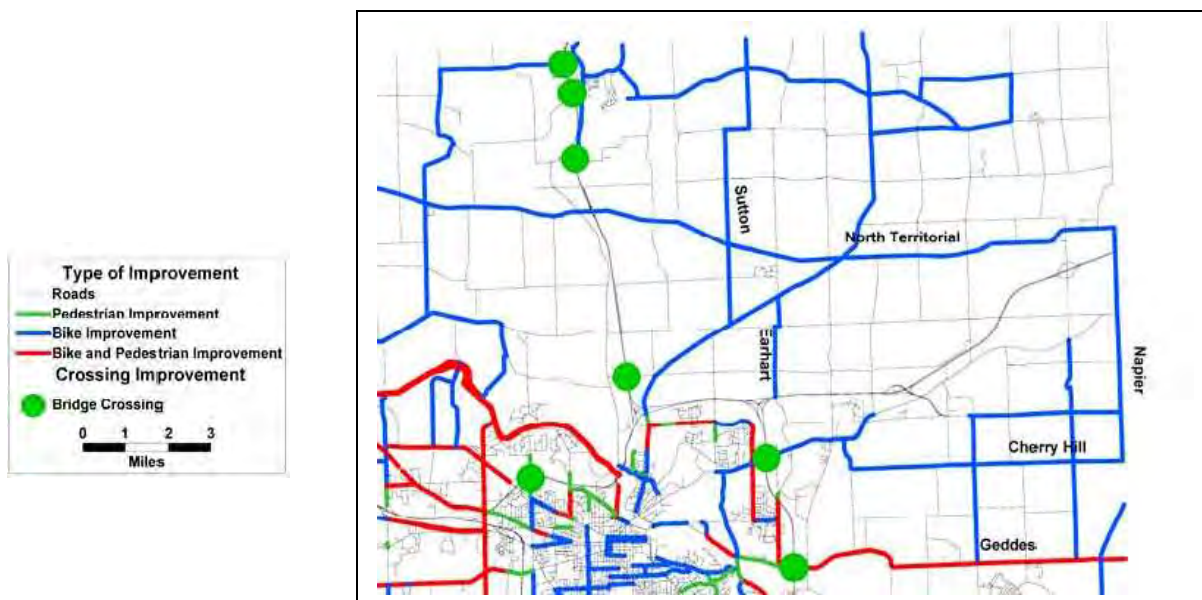 Type of Improvement
Roads
Pedestrian Improvement
Bike Improvement
Bike and Pedestrian Improvement
Crossing Improvement
Bridge Crossing
0 1 2 3
Miles
Sutton
North Territorial
Earhart
Napier
Cherry Hill
Geddes